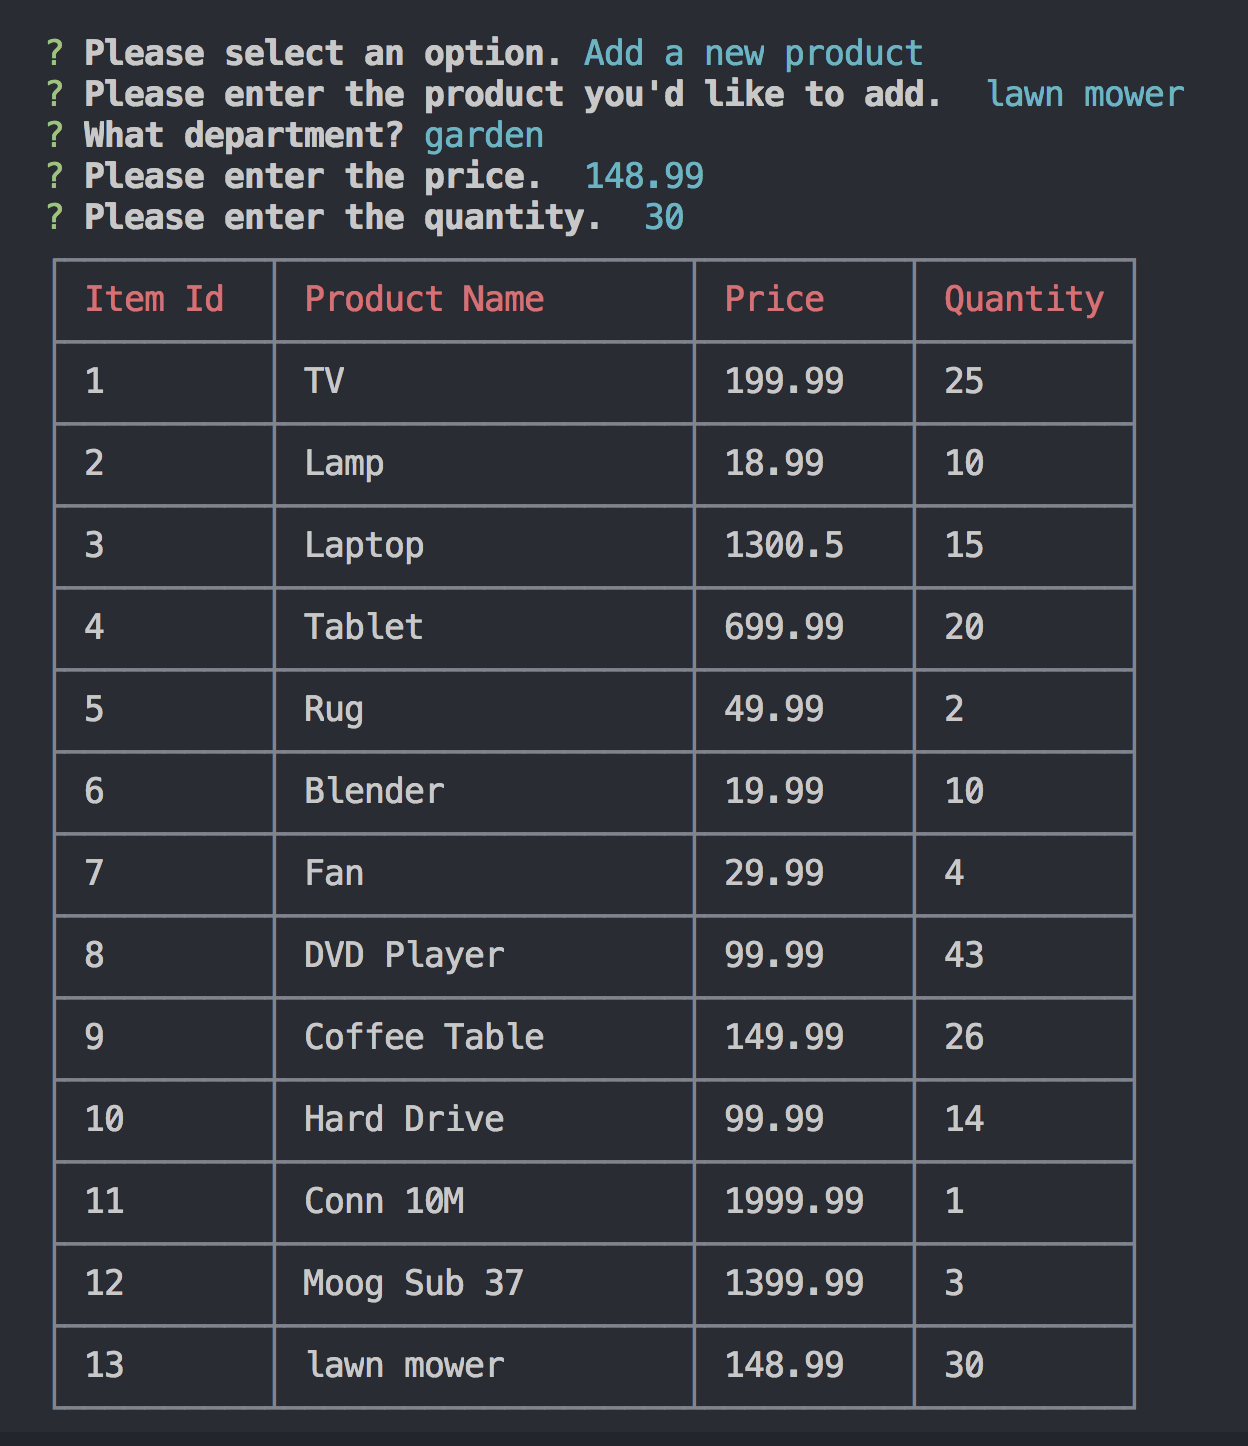 ? Please select an option. Add a new product
? Please enter the product you'd like to add.  lawn mower
? What department? garden
? Please enter the price.  148.99
? Please enter the quantity.  30
Item Id Product Name Price Quantity
1 TV 199.99 25
2 Lamp 18.99 10
3 Laptop 1300.5 15
4 Tablet 699.99 20
5 Rug 49.99 2
6 Blender 19.99 10
7 Fan 29.99 4
8 DVD Player 99.99 43
9 Coffee Table 149.99 26
10 Hard Drive 99.99 14
11 Conn 10M 1999.99 1
12 Moog Sub 37 1399.99 3
13 lawn mower 148.99 30